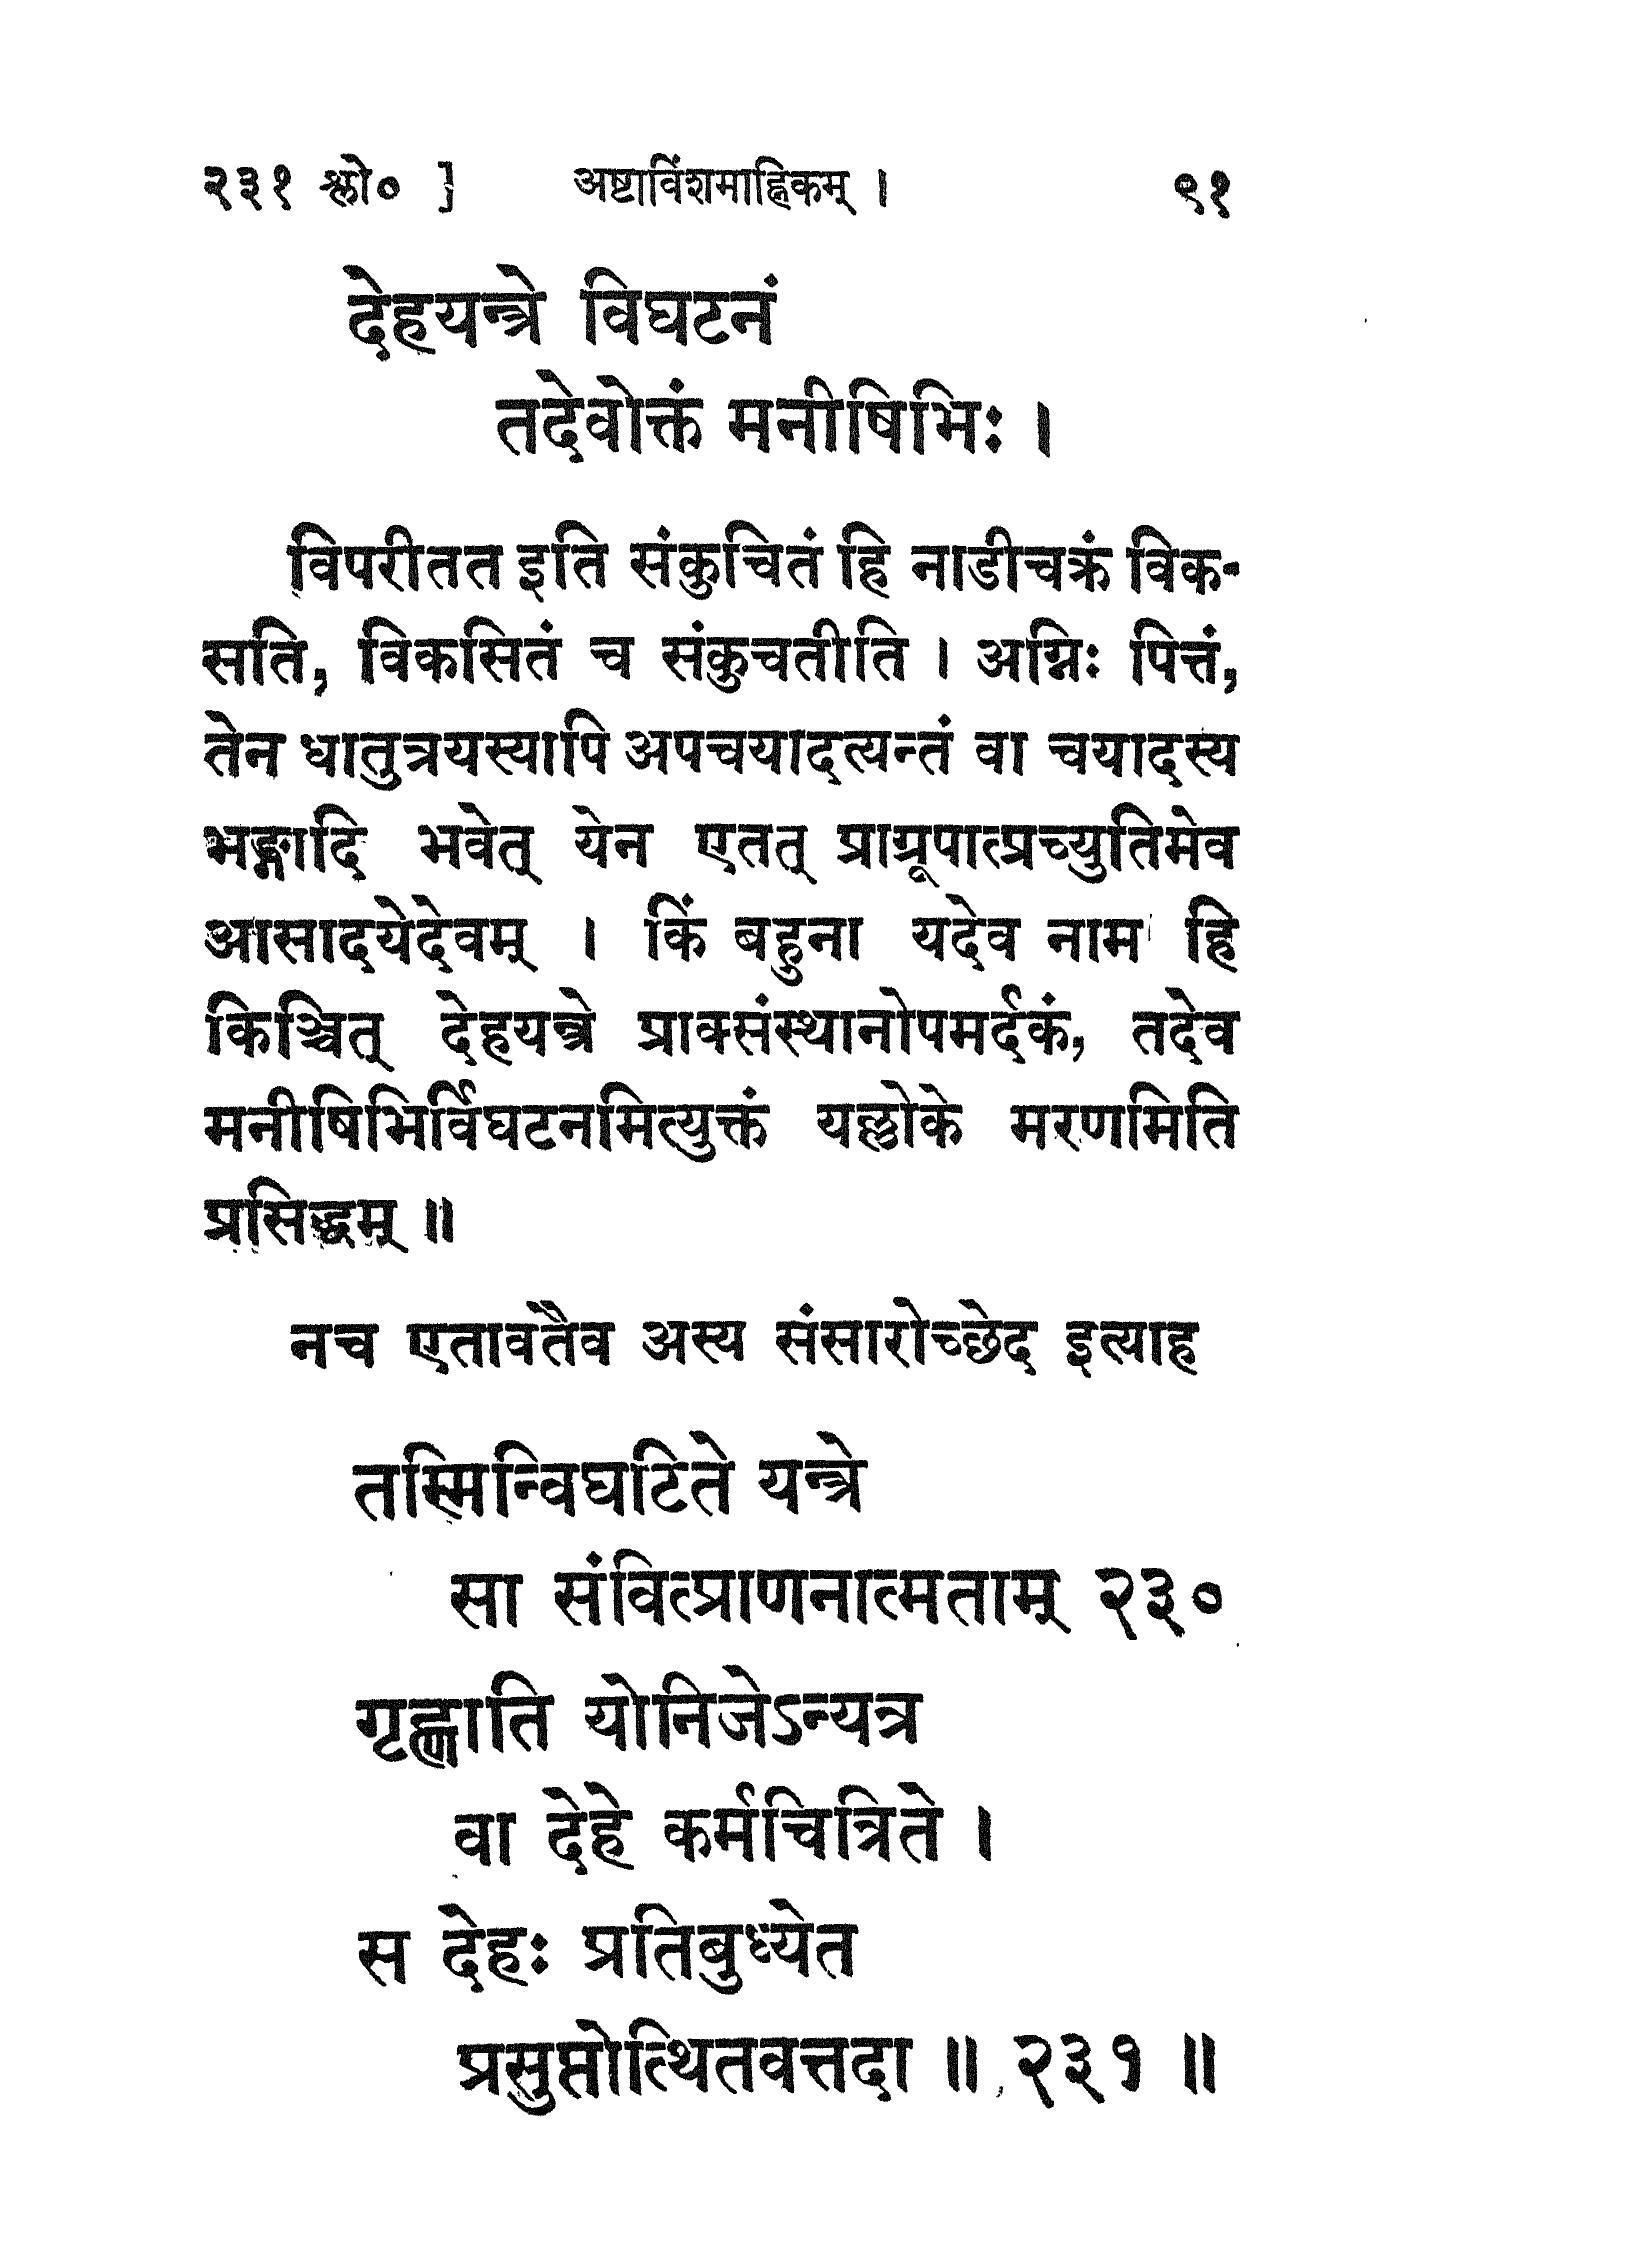 २३१ श्लो० ] अष्टाविंशमाह्निकम् । ९१
देहयन्त्रे विघटनं
तदेवोक्तं मनीषिभिः ।
विपरीतत इति संकुचितं हि नाडीचक्रं विक-
सति, विकसितं च संकुचतीति । अग्निः पित्तं,
तेन धातुत्रयस्यापि अपचयादत्यन्तं वा चयादस्य
भङ्गादि भवेत् येन एतत् प्राग्रूपात्प्रच्युतिमेव
आसादयेदेवम् । किं बहुना यदेव नाम हि
किञ्चित् देहयन्त्रे प्राक्संस्थानोपमर्दकं, तदेव
मनीषिभिर्विघटनमित्युक्तं यल्लोके मरणमिति
प्रसिद्धम् ॥
नच एतावतैव अस्य संसारोच्छेद इत्याह
तस्मिन्विघटिते यन्त्रे
सा संवित्प्राणनात्मताम् २३०
गृह्णाति योनिजेऽन्यत्र
वा देहे कर्मचित्रिते ।
स देहः प्रतिबुध्येत
प्रसुप्तोत्थितवत्तदा ॥ २३१ ॥